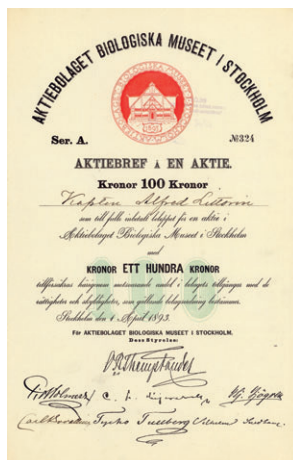 AKTIEBOLAGET BIOLOGISKA MUSEET I STOCKHOLM
Ser. A. №324
AKTIEBREF Å EN AKTIE.
Kronor 100 Kronor
Kapten Alfred Littorin
som till fullo inbetalt beloppet för en aktie i
Aktiebolaget Biologiska Museet i Stockholm
med
KRONOR ETT HUNDRA KRONOR
tillförsäkras härigenom motsvarande andel i bolagets tillgångar med de
rättigheter och skyldigheter, som gällande bolagsordning bestämmer.
Stockholm den 1 April 1893.
För AKTIEBOLAGET BIOLOGISKA MUSEET I STOCKHOLM.
Dess Styrelse:
Tycho Tullberg